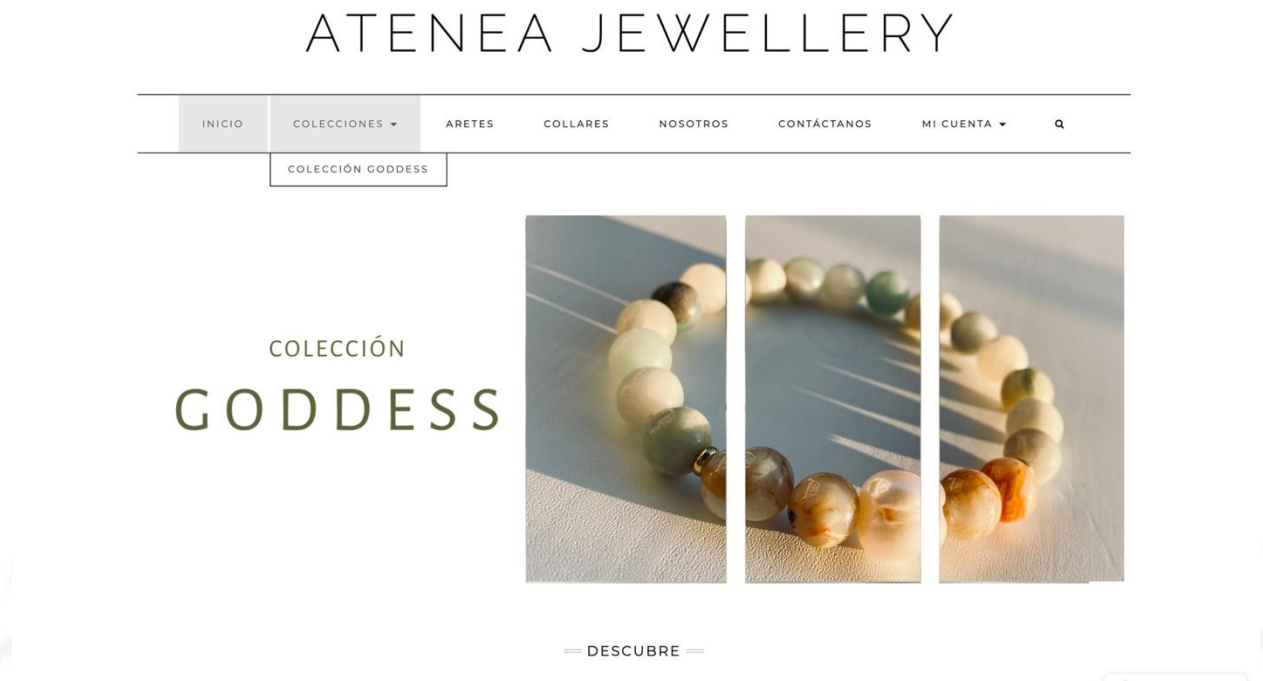 ATENEA JEWELLERY
INICIO COLECCIONES ARETES COLLARES NOSOTROS CONTÁCTANOS MI CUENTA
COLECCIÓN GODDESS
COLECCIÓN
GODDESS
DESCUBRE